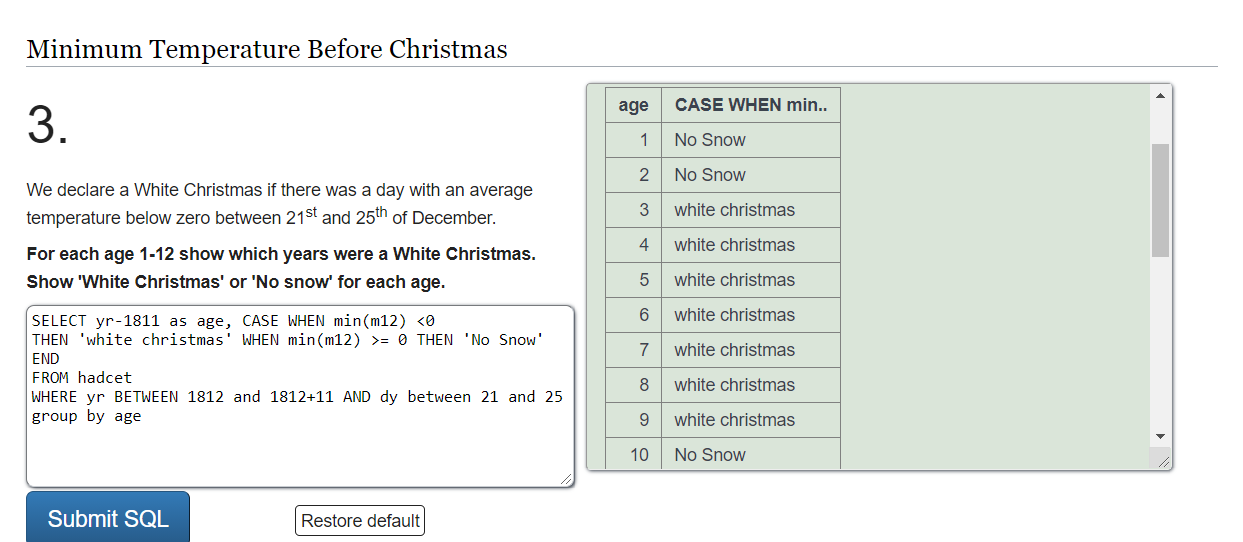 Minimum Temperature Before Christmas
3.
We declare a White Christmas if there was a day with an average
temperature below zero between 21st and 25th of December.
For each age 1-12 show which years were a White Christmas.
Show 'White Christmas' or 'No snow' for each age.
SELECT yr-1811 as age, CASE WHEN min(m12) <0
THEN 'white christmas' WHEN min(m12) >= 0 THEN 'No Snow'
END
FROM hadcet
WHERE yr BETWEEN 1812 and 1812+11 AND dy between 21 and 25
group by age
Submit SQL
Restore default
age CASE WHEN min..
1 No Snow
2 No Snow
3 white christmas
4 white christmas
5 white christmas
6 white christmas
7 white christmas
8 white christmas
9 white christmas
10 No Snow